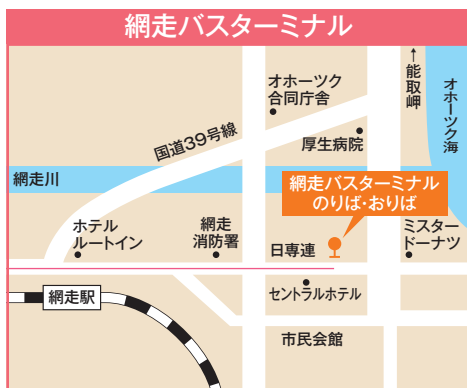 網走バスターミナル
オホーツク
合同庁舎
↑能取岬
オホーツク海
国道39号線
厚生病院
網走川
網走バスターミナル
のりば・おりば
ホテル
ルートイン
網走
消防署
日専連
ミスター
ドーナツ
網走駅
セントラルホテル
市民会館